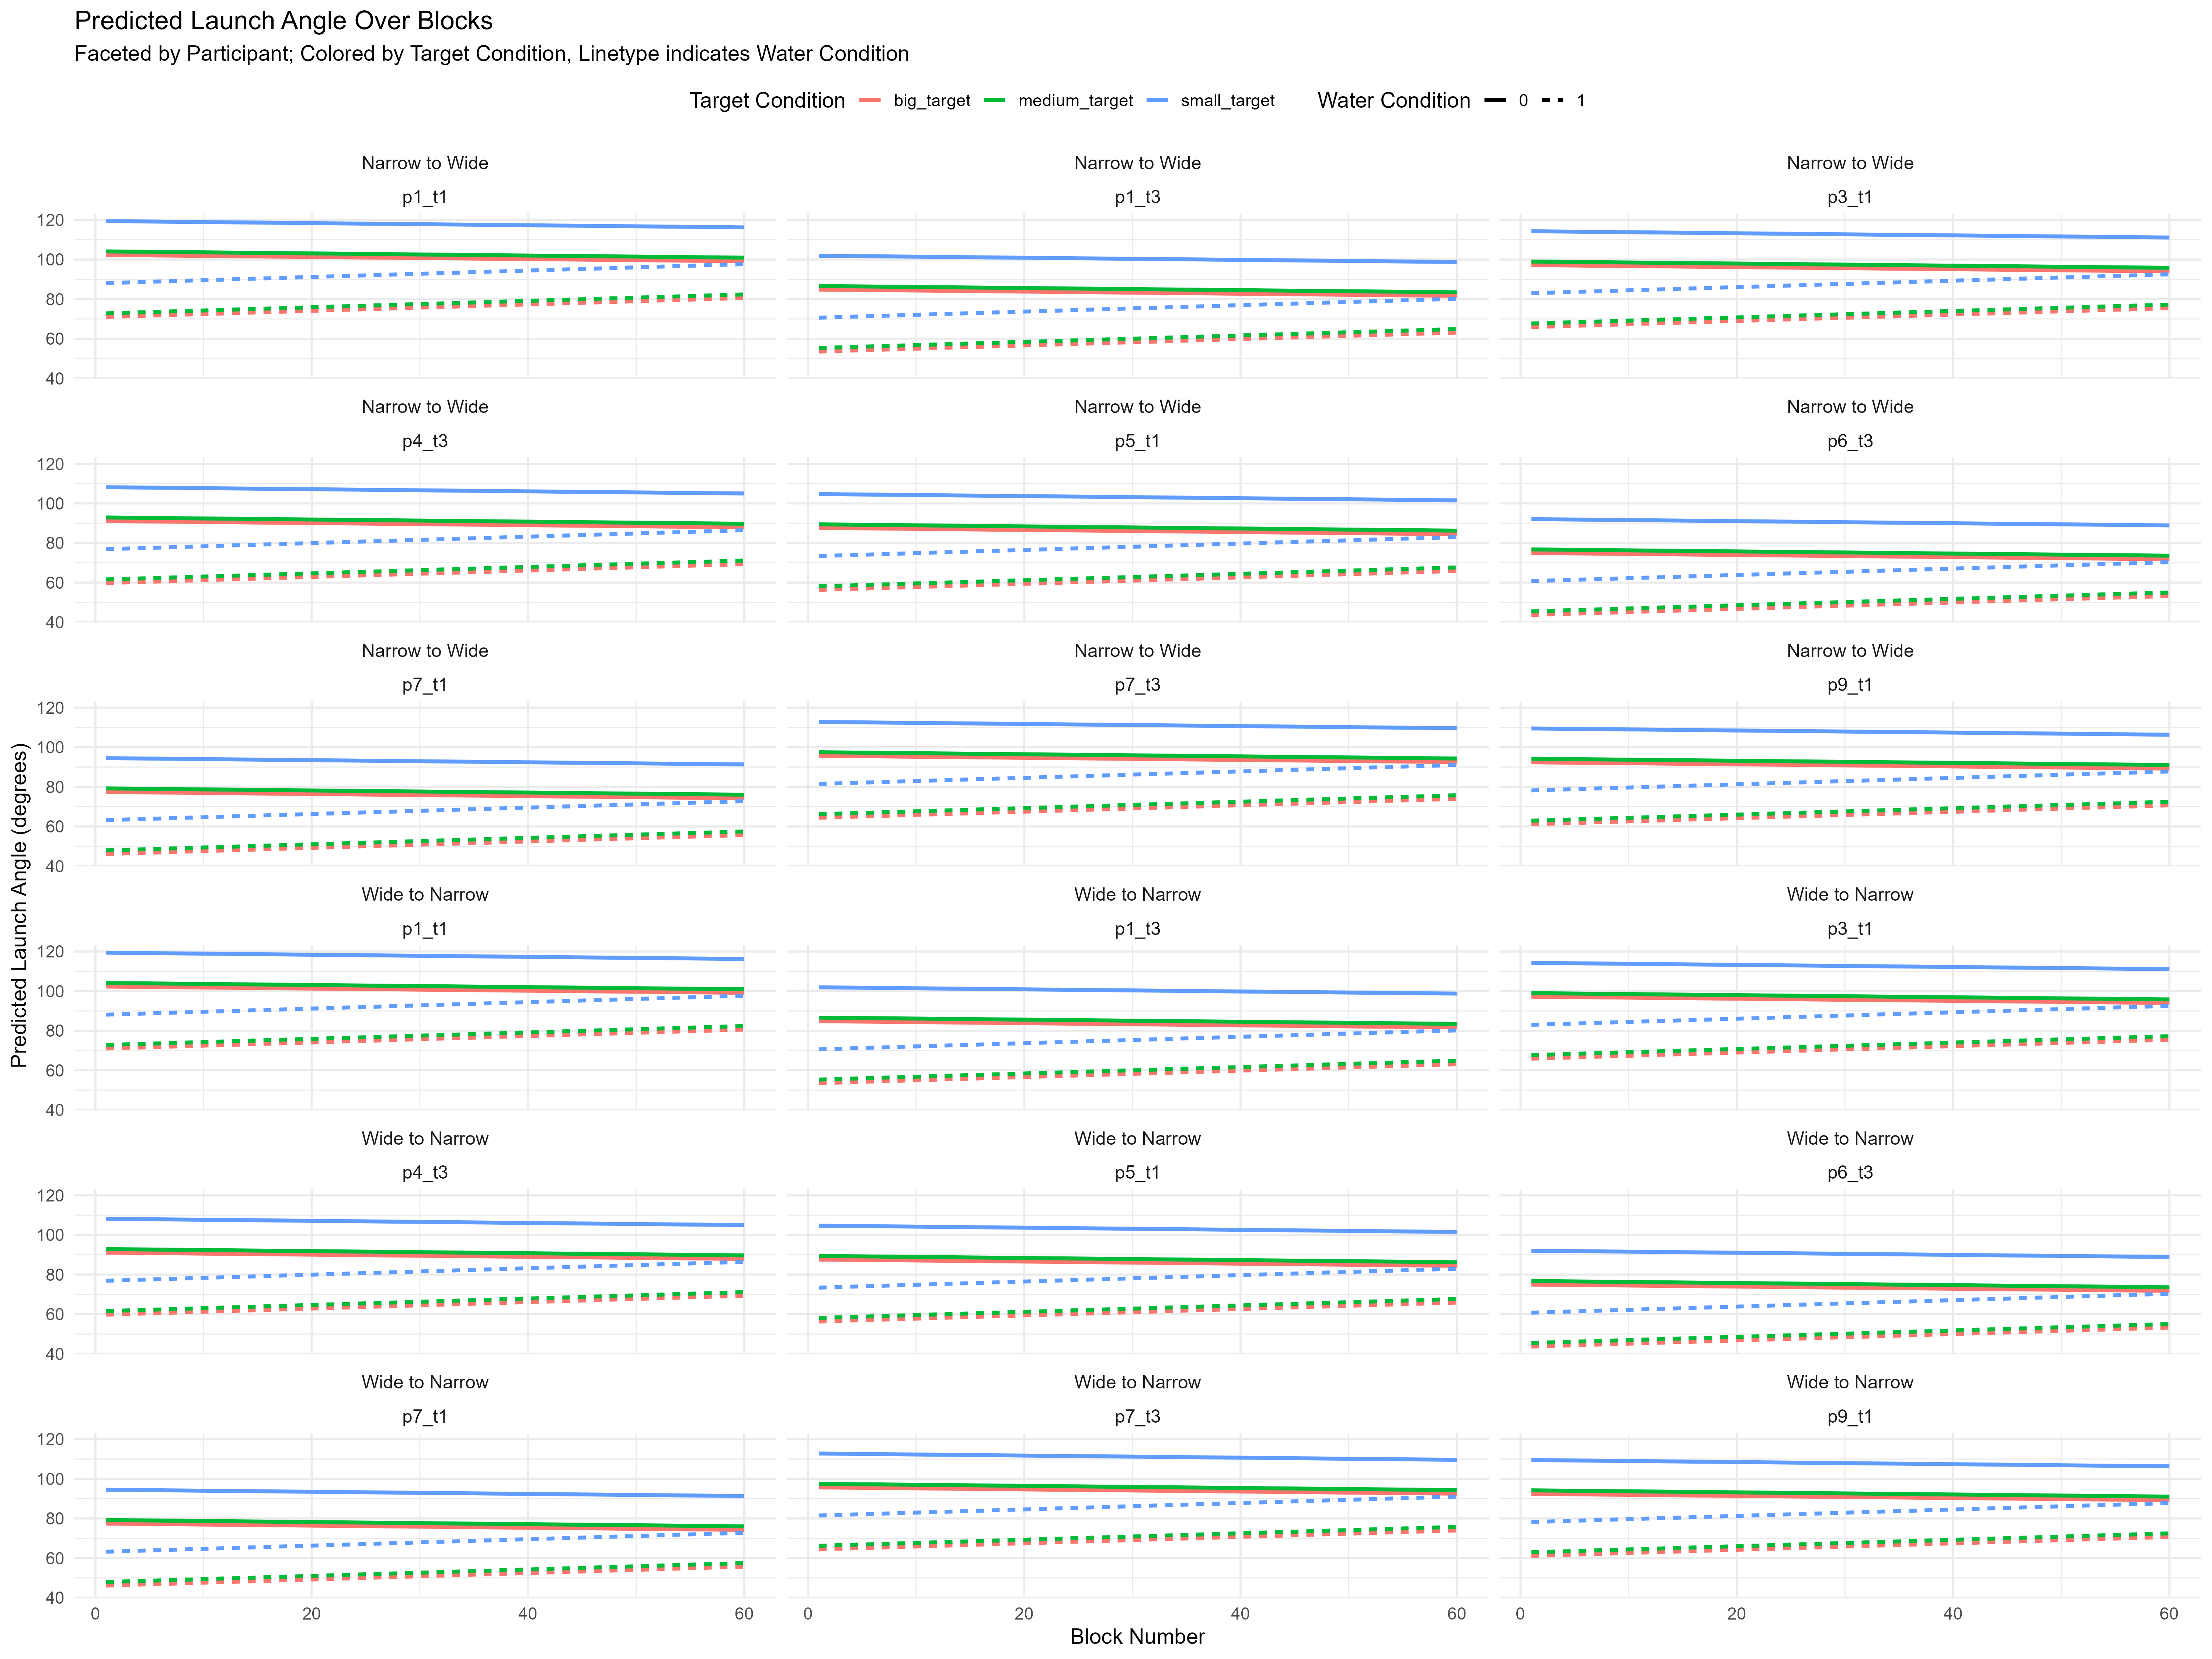 Predicted Launch Angle Over Blocks
Faceted by Participant; Colored by Target Condition, Linetype indicates Water Condition
Target Condition big_target medium_target small_target Water Condition 0 1
Narrow to Wide Narrow to Wide Narrow to Wide
p1_t1 p1_t3 p3_t1
120
100
80
60
40
Narrow to Wide Narrow to Wide Narrow to Wide
p4_t3 p5_t1 p6_t3
120
100
80
60
40
Narrow to Wide Narrow to Wide Narrow to Wide
p7_t1 p7_t3 p9_t1
120
100
80
60
40
Predicted Launch Angle (degrees)
Wide to Narrow Wide to Narrow Wide to Narrow
p1_t1 p1_t3 p3_t1
120
100
80
60
40
Wide to Narrow Wide to Narrow Wide to Narrow
p4_t3 p5_t1 p6_t3
120
100
80
60
40
Wide to Narrow Wide to Narrow Wide to Narrow
p7_t1 p7_t3 p9_t1
120
100
80
60
40
0 20 40 60 0 20 40 60 0 20 40 60
Block Number